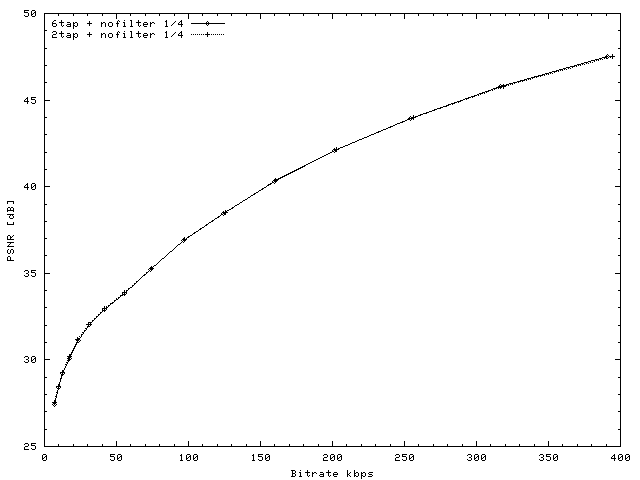 50
6tap + nofilter 1/4
2tap + nofilter 1/4
45
40
PSNR [dB]
35
30
25
0 50 100 150 200 250 300 350 400
Bitrate kbps